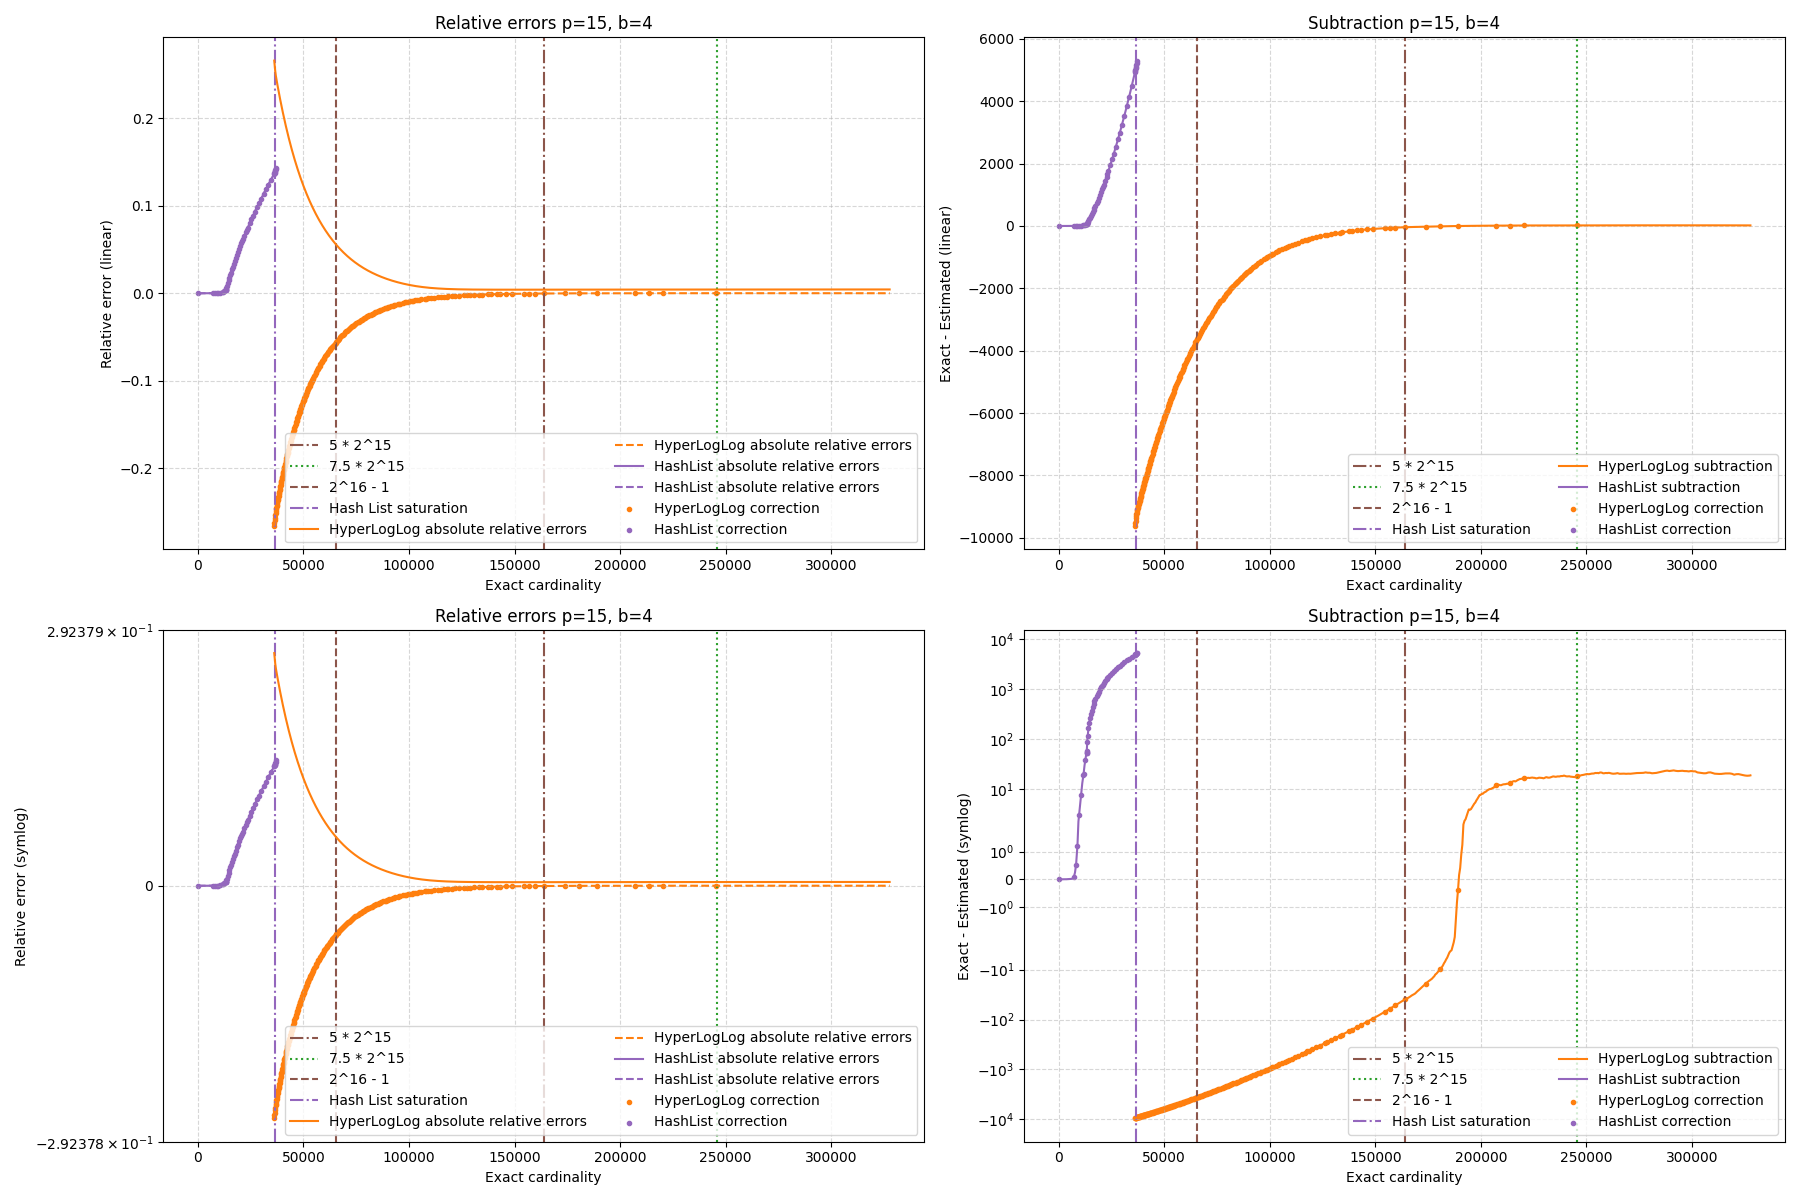 Relative errors p=15, b=4
Relative error (linear)
0.2
0.1
0.0
−0.1
−0.2
0 50000 100000 150000 200000 250000 300000
Exact cardinality
5 * 2^15
7.5 * 2^15
2^16 - 1
Hash List saturation
HyperLogLog absolute relative errors
HyperLogLog absolute relative errors
HashList absolute relative errors
HashList absolute relative errors
HyperLogLog correction
HashList correction
Subtraction p=15, b=4
Exact - Estimated (linear)
6000
4000
2000
0
−2000
−4000
−6000
−8000
−10000
0 50000 100000 150000 200000 250000 300000
Exact cardinality
5 * 2^15
7.5 * 2^15
2^16 - 1
Hash List saturation
HyperLogLog subtraction
HashList subtraction
HyperLogLog correction
HashList correction
Relative errors p=15, b=4
Relative error (symlog)
2.92379 × 10^-1
0
−2.92378 × 10^-1
0 50000 100000 150000 200000 250000 300000
Exact cardinality
5 * 2^15
7.5 * 2^15
2^16 - 1
Hash List saturation
HyperLogLog absolute relative errors
HyperLogLog absolute relative errors
HashList absolute relative errors
HashList absolute relative errors
HyperLogLog correction
HashList correction
Subtraction p=15, b=4
Exact - Estimated (symlog)
10^4
10^3
10^2
10^1
10^0
0
−10^0
−10^1
−10^2
−10^3
−10^4
0 50000 100000 150000 200000 250000 300000
Exact cardinality
5 * 2^15
7.5 * 2^15
2^16 - 1
Hash List saturation
HyperLogLog subtraction
HashList subtraction
HyperLogLog correction
HashList correction